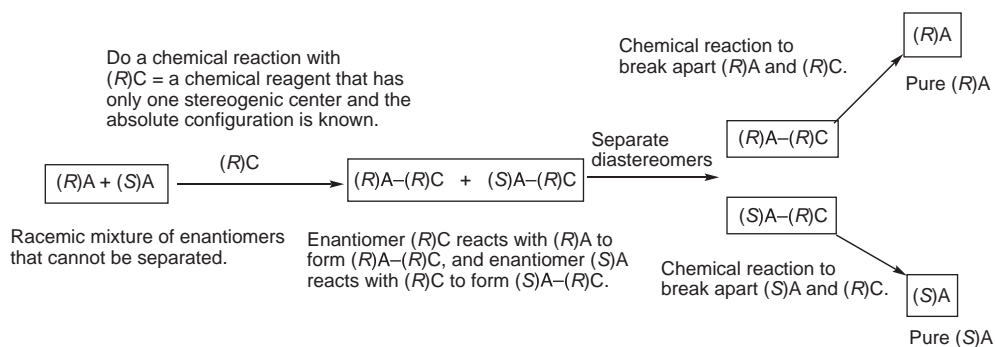 Do a chemical reaction with
(R)C = a chemical reagent that has
only one stereogenic center and the
absolute configuration is known.
(R)A + (S)A
(R)C
(R)A–(R)C + (S)A–(R)C
Separate
diastereomers
Racemic mixture of enantiomers
that cannot be separated.
Enantiomer (R)C reacts with (R)A to
form (R)A–(R)C, and enantiomer (S)A
reacts with (R)C to form (S)A–(R)C.
Chemical reaction to
break apart (R)A and (R)C.
(R)A
Pure (R)A
(R)A–(R)C
(S)A–(R)C
Chemical reaction to
break apart (S)A and (R)C.
(S)A
Pure (S)A